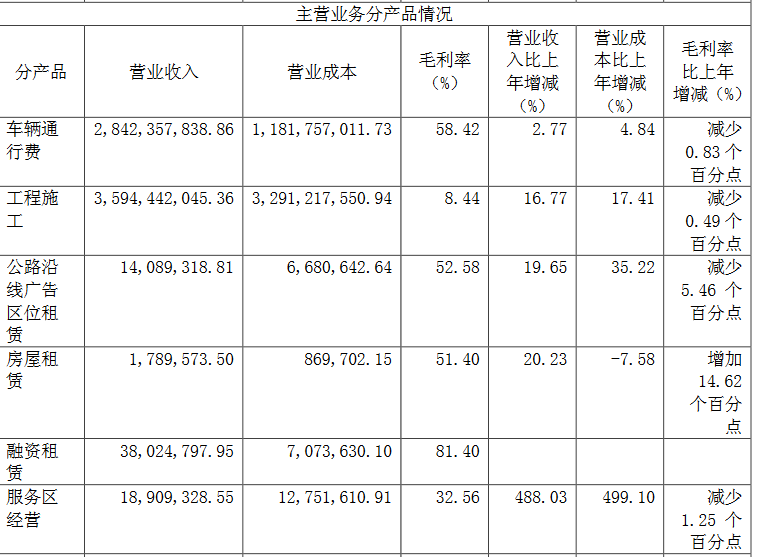 主营业务分产品情况
分产品 营业收入 营业成本 毛利率（%） 营业收入比上年增减（%） 营业成本比上年增减（%） 毛利率比上年增减（%）
车辆通行费 2,842,357,838.86 1,181,757,011.73 58.42 2.77 4.84 减少0.83个百分点
工程施工 3,594,442,045.36 3,291,217,550.94 8.44 16.77 17.41 减少0.49个百分点
公路沿线广告区位租赁 14,089,318.81 6,680,642.64 52.58 19.65 35.22 减少5.46 个百分点
房屋租赁 1,789,573.50 869,702.15 51.40 20.23 -7.58 增加14.62个百分点
融资租赁 38,024,797.95 7,073,630.10 81.40
服务区经营 18,909,328.55 12,751,610.91 32.56 488.03 499.10 减少1.25 个百分点